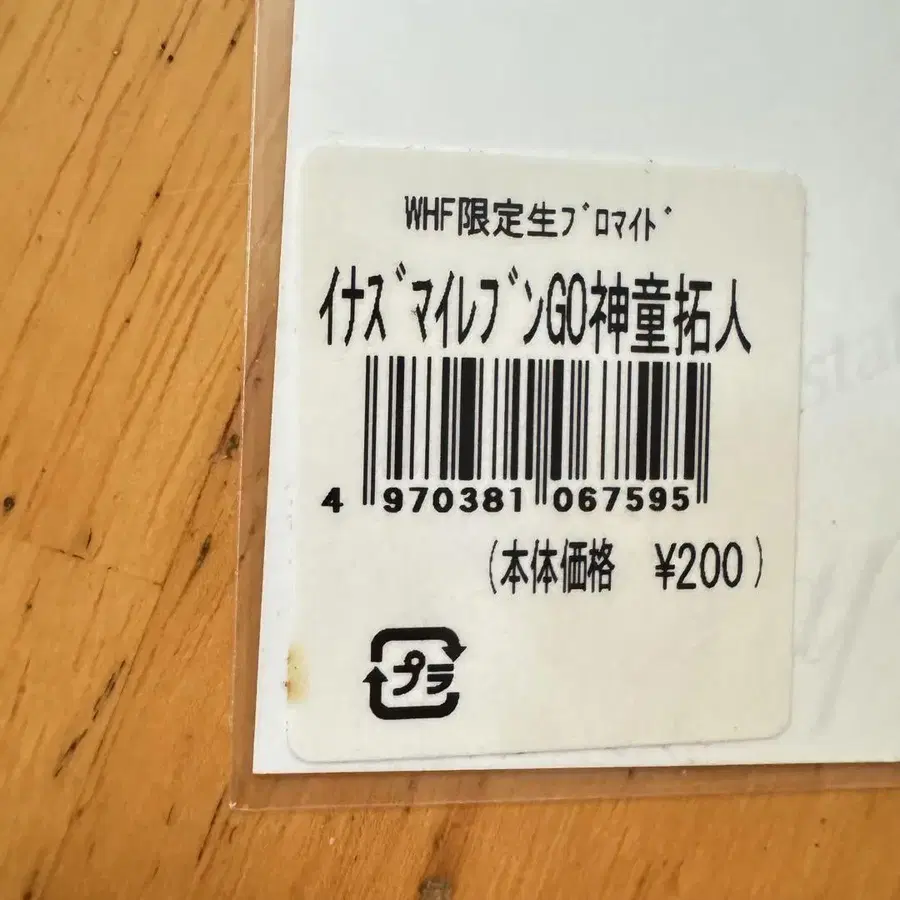 WHF限定生ブロマイド
イナズマイレブンGO神童拓人
4 970381 067595
(本体価格 ¥200)
プラ